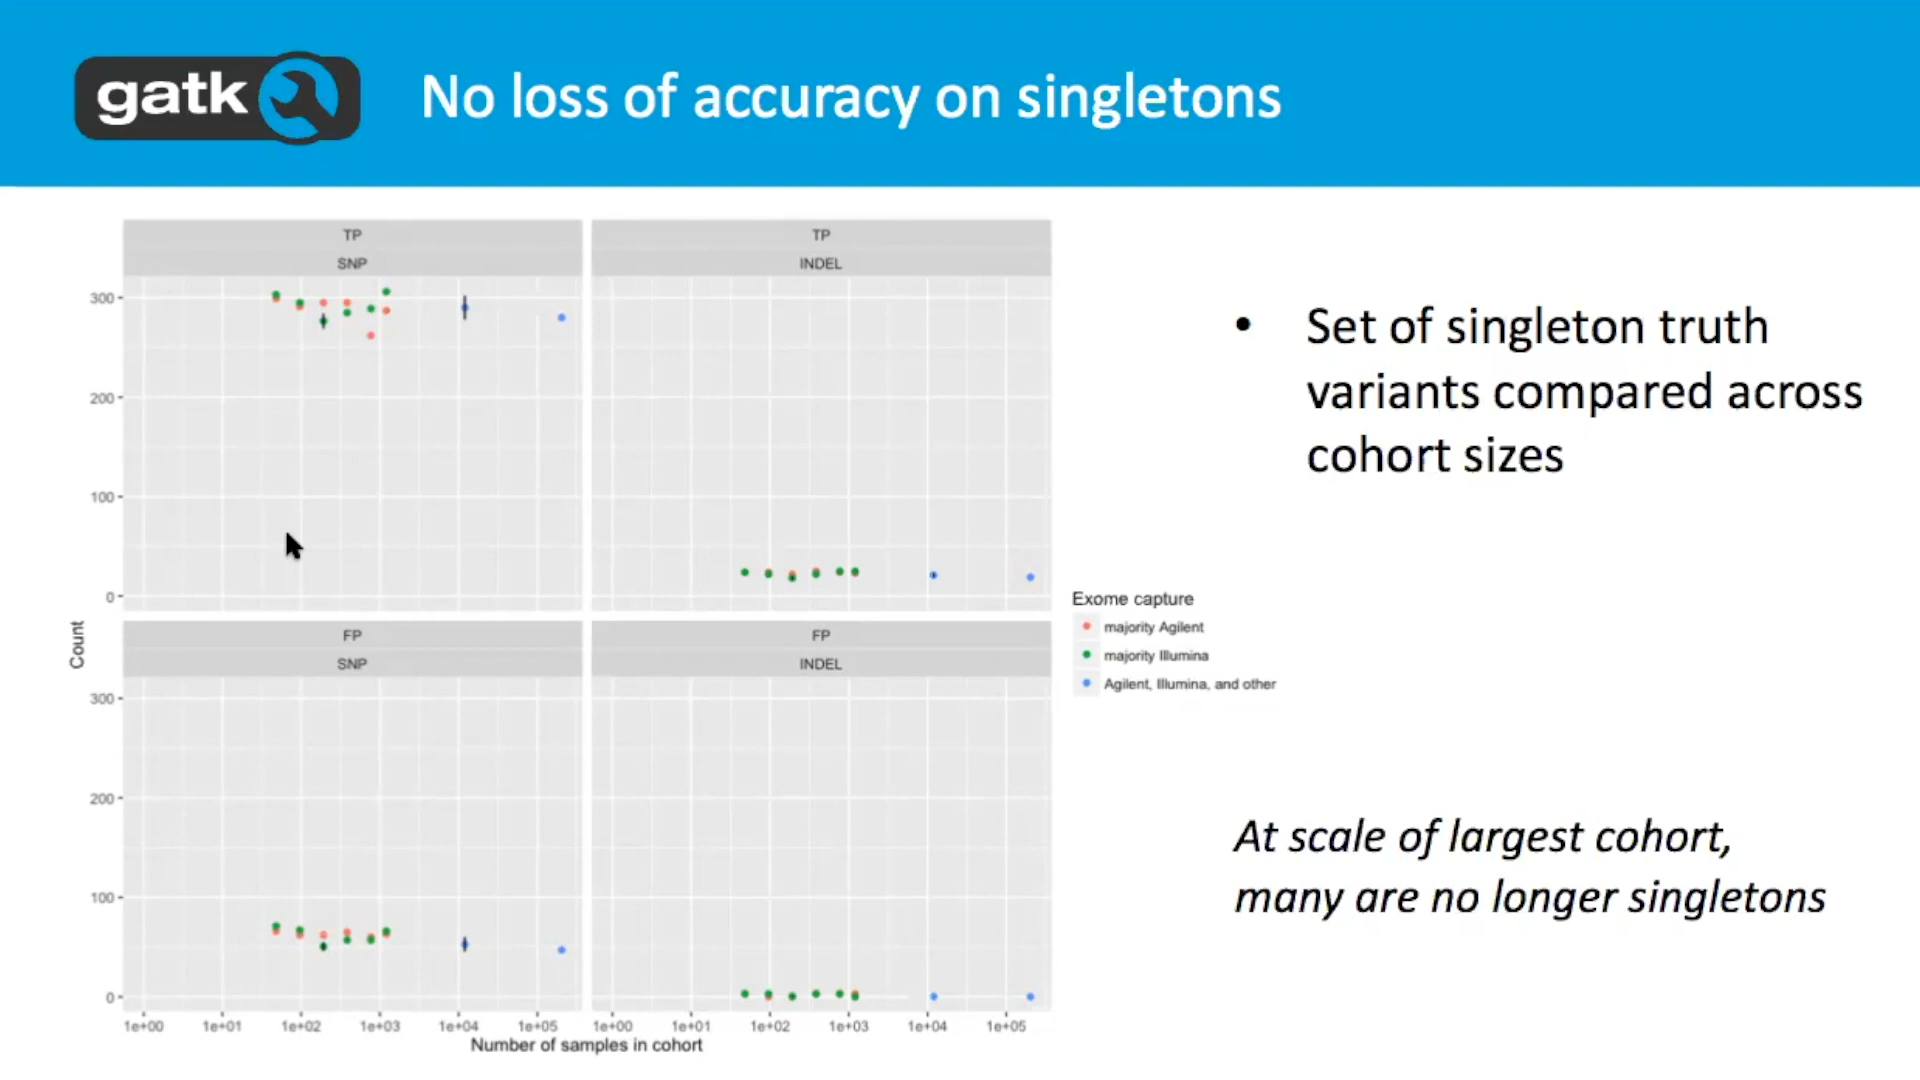 gatk
No loss of accuracy on singletons
TP
SNP
TP
INDEL
300
200
100
0
Count
FP
SNP
FP
INDEL
300
200
100
0
1e+00 1e+01 1e+02 1e+03 1e+04 1e+05
1e+00 1e+01 1e+02 1e+03 1e+04 1e+05
Number of samples in cohort
Exome capture
majority Agilent
majority Illumina
Agilent, Illumina, and other
• Set of singleton truth
variants compared across
cohort sizes
At scale of largest cohort,
many are no longer singletons